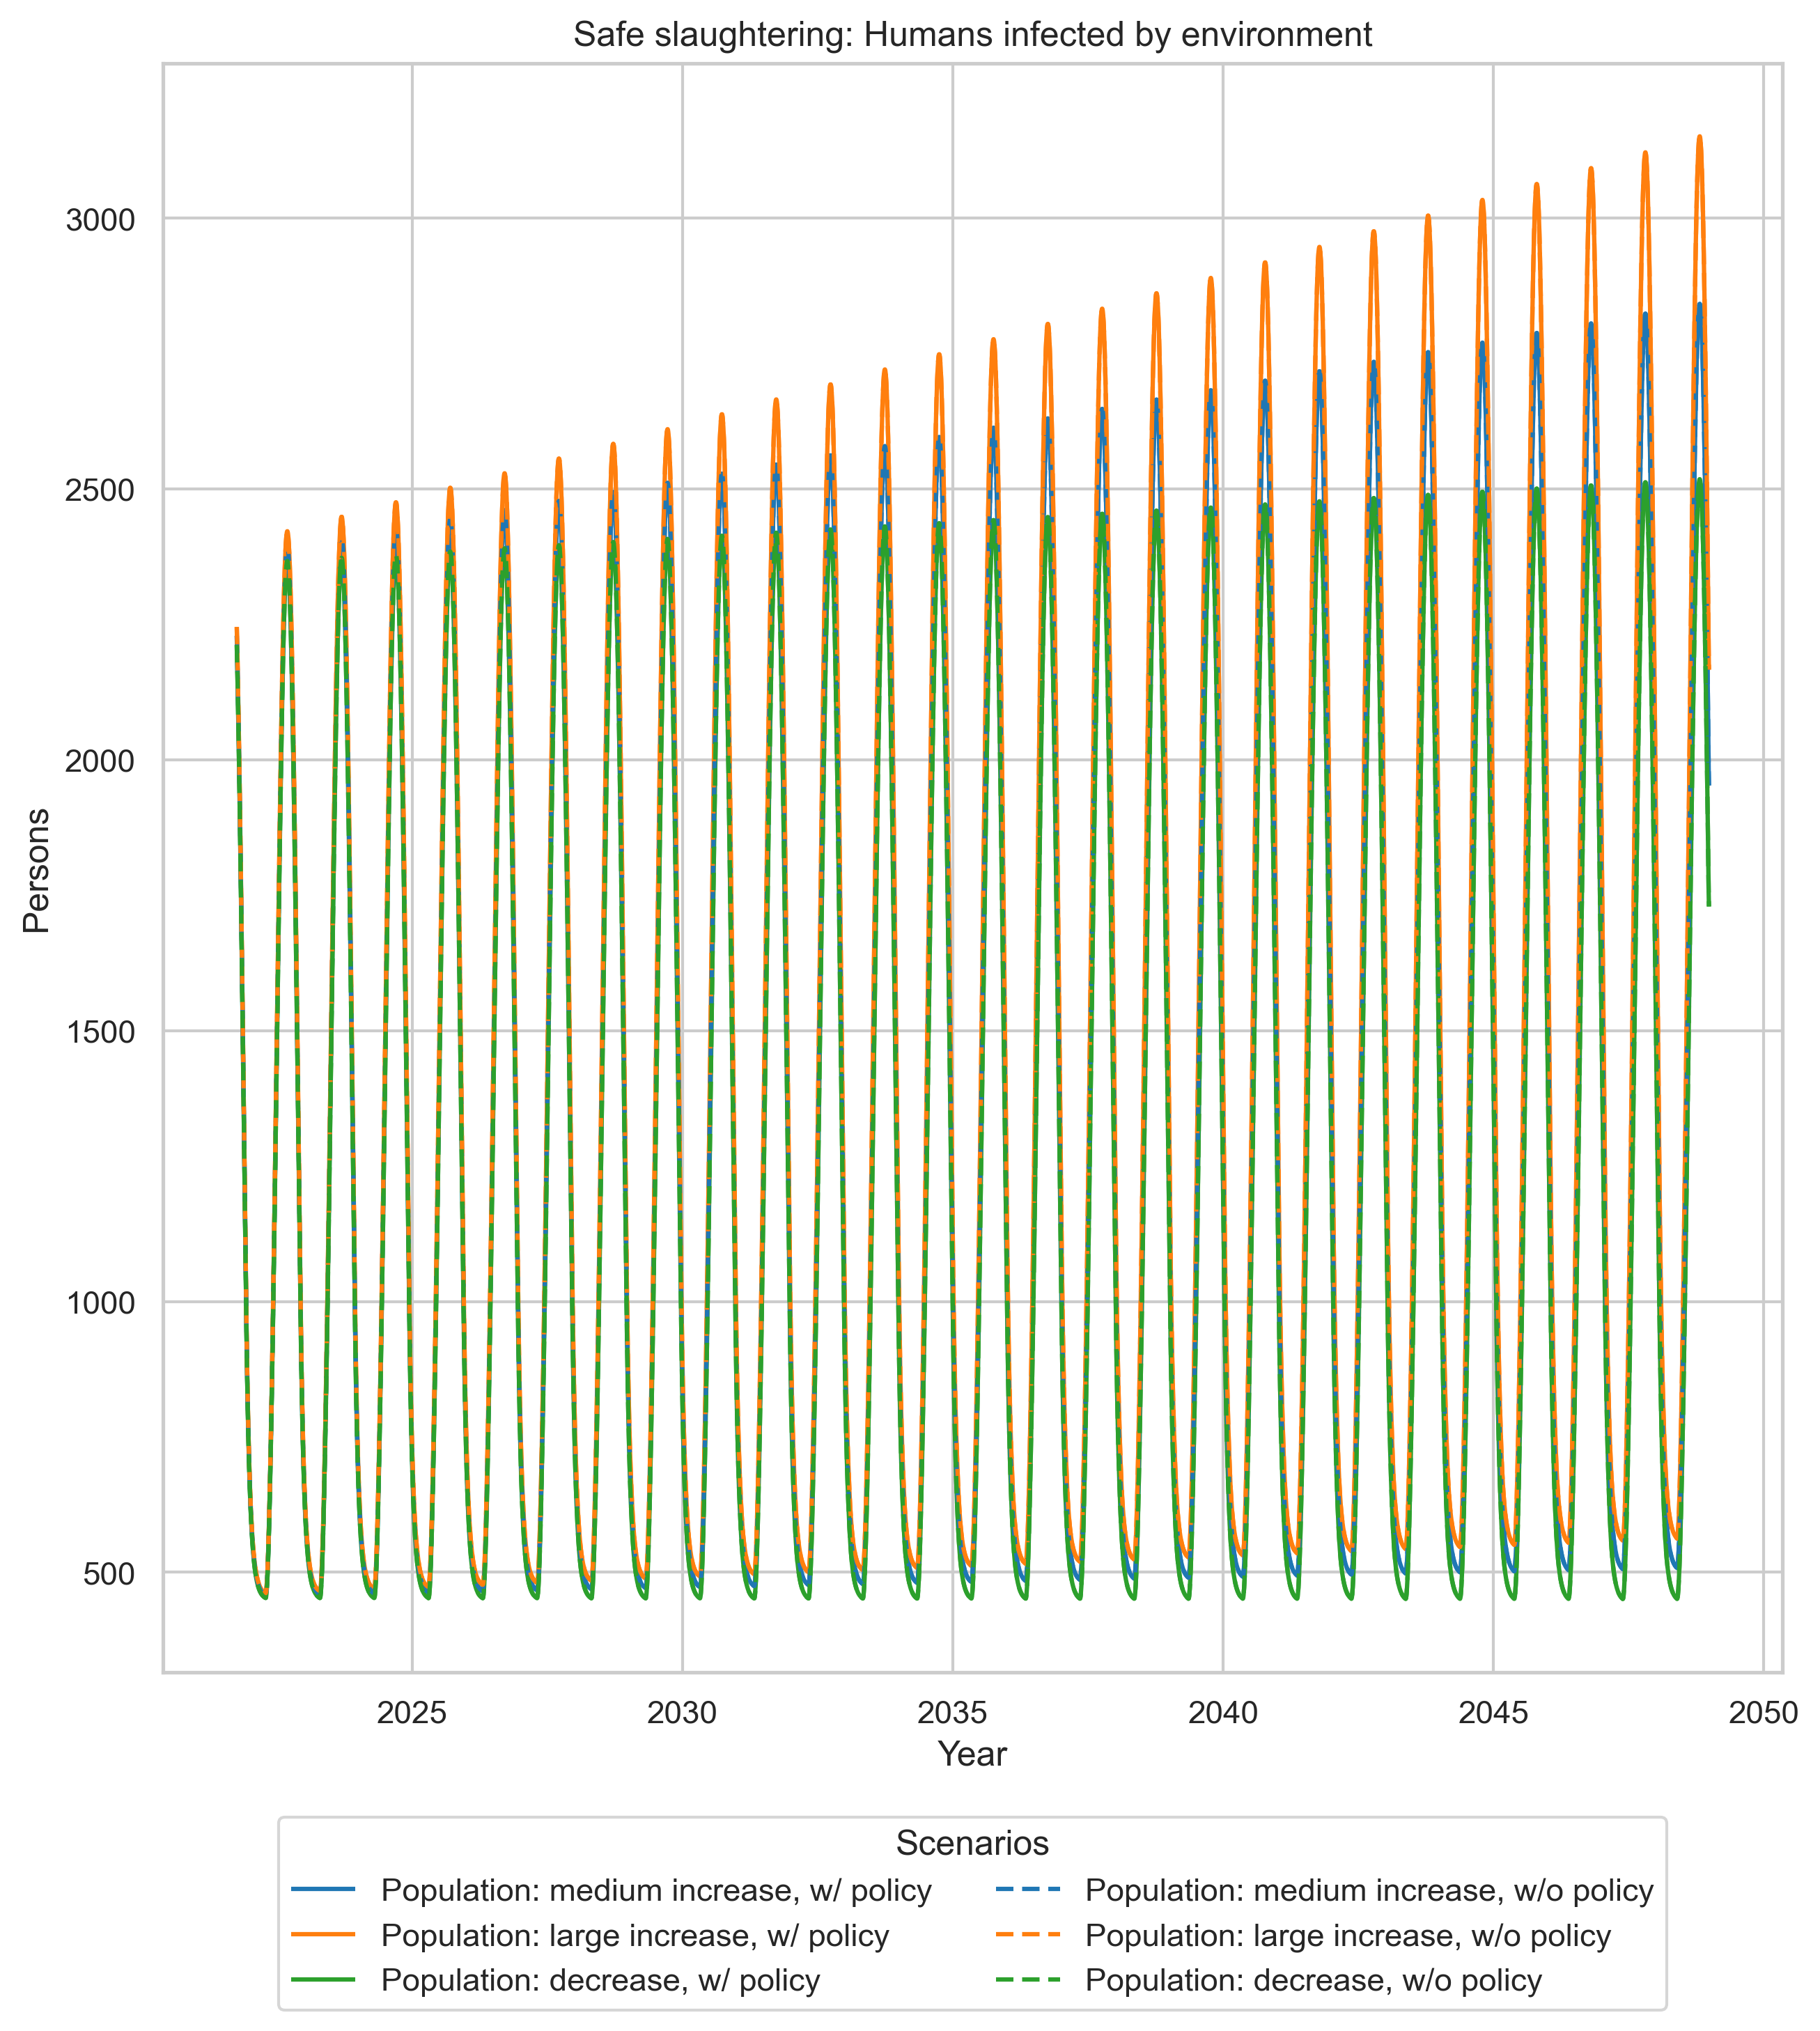 Safe slaughtering: Humans infected by environment
3000
2500
2000
1500
1000
500
Persons
2025 2030 2035 2040 2045 2050
Year
Scenarios
Population: medium increase, w/ policy Population: medium increase, w/o policy
Population: large increase, w/ policy Population: large increase, w/o policy
Population: decrease, w/ policy Population: decrease, w/o policy